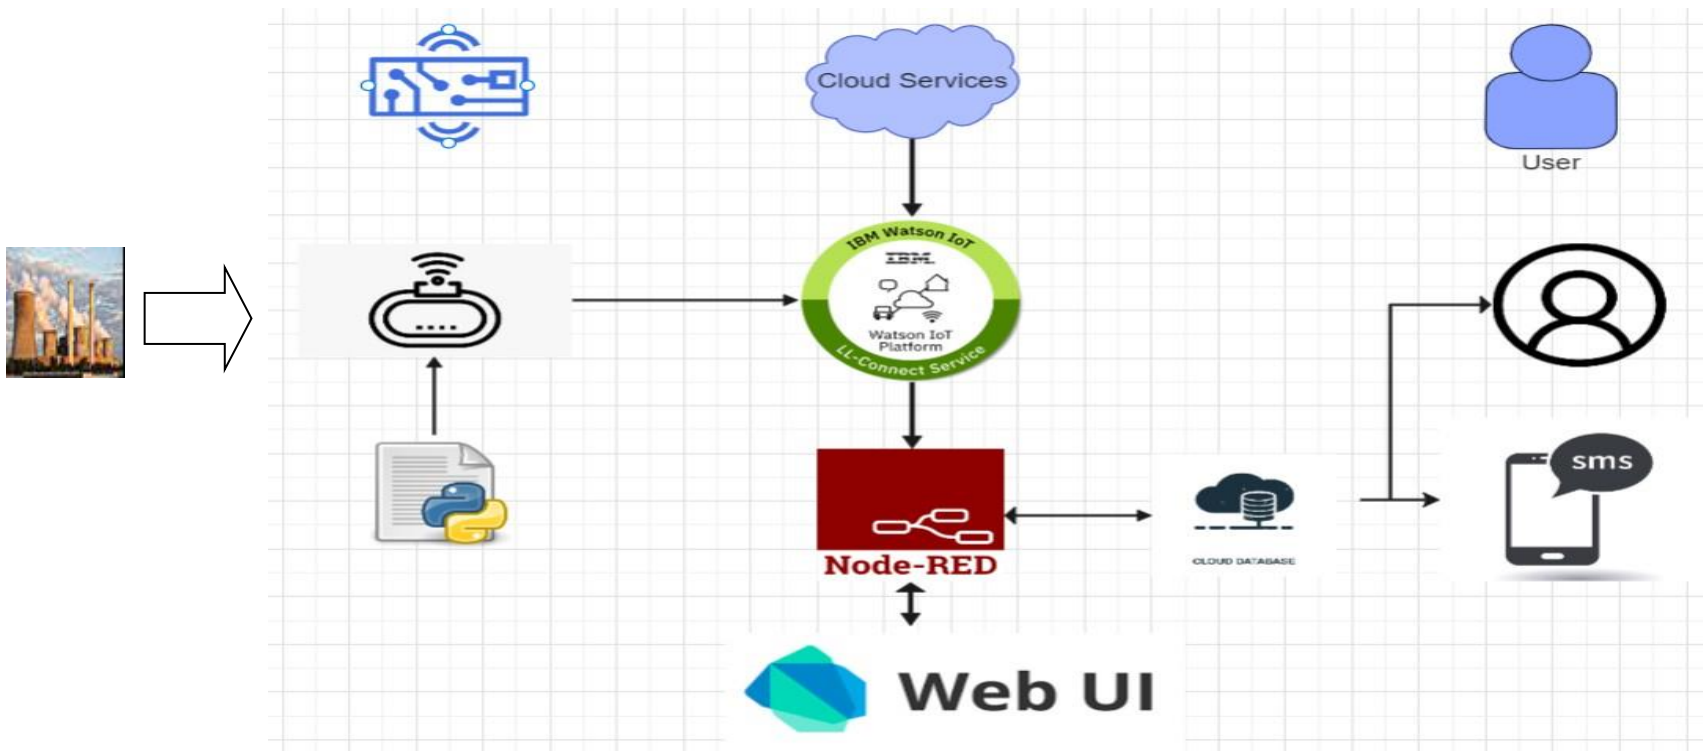 Cloud Services
User
IBM Watson IoT
IBM
Watson IoT
Platform
LL-Connect Service
sms
Node-RED
CLOUD DATABASE
Web UI